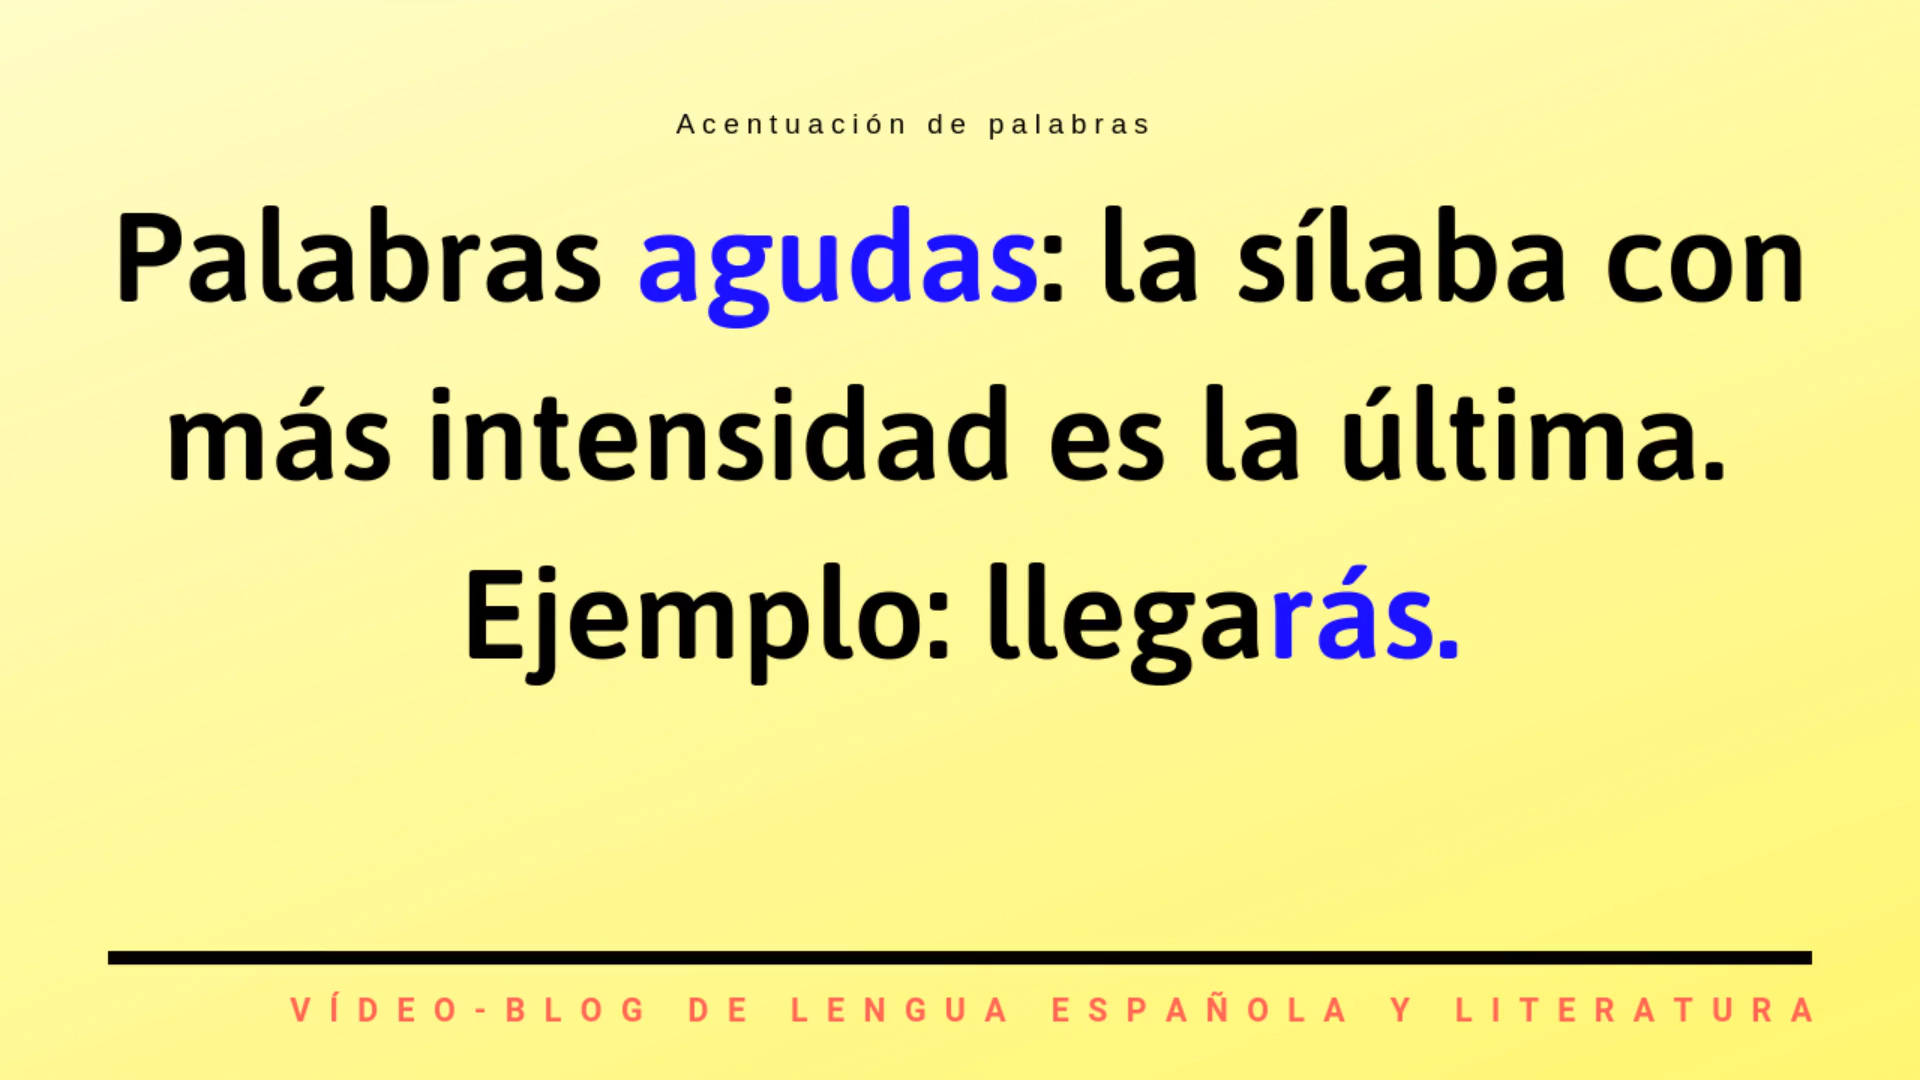 Acentuación de palabras
Palabras agudas: la sílaba con
más intensidad es la última.
Ejemplo: llegarás.
VÍDEO-BLOG DE LENGUA ESPAÑOLA Y LITERATURA